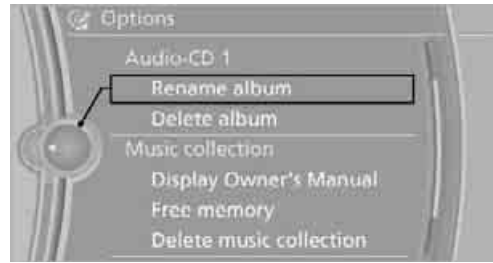 Options
Audio-CD 1
Rename album
Delete album
Music collection
Display Owner's Manual
Free memory
Delete music collection